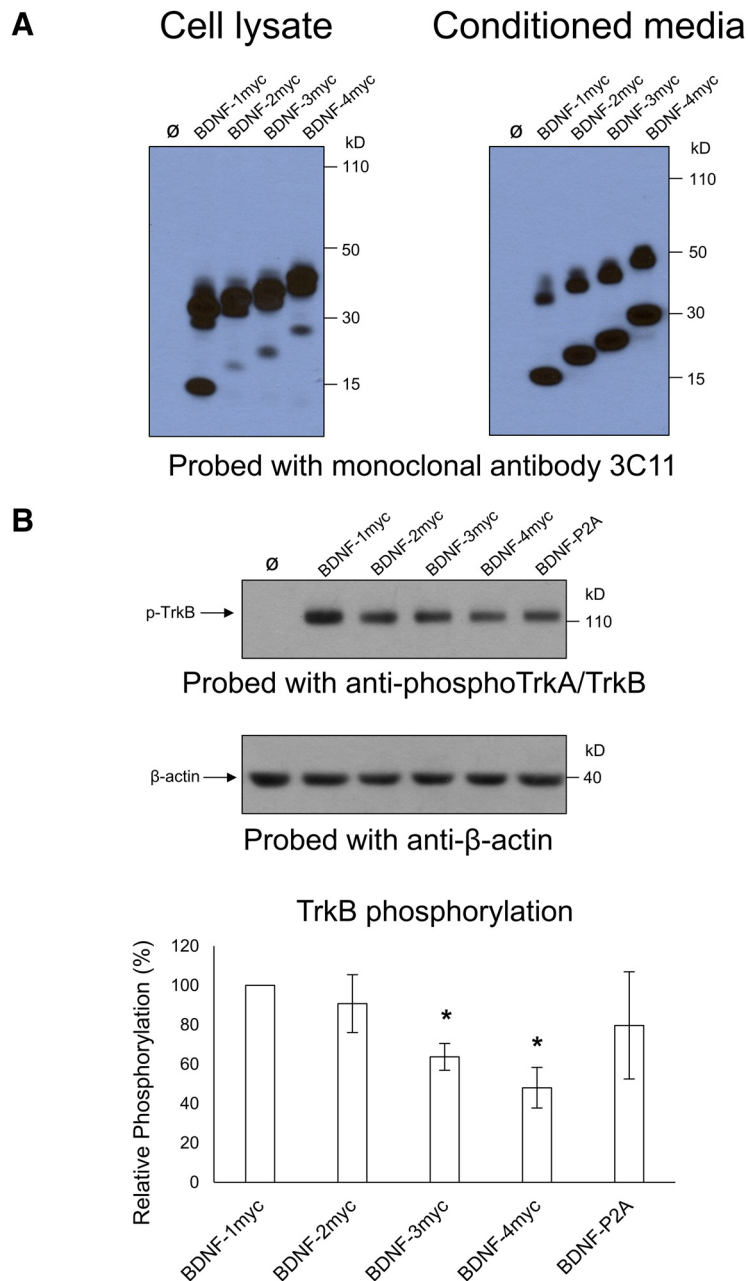 A
Cell lysate
Conditioned media
ø
BDNF-1myc
BDNF-2myc
BDNF-3myc
BDNF-4myc
kD
110
50
30
15
ø
BDNF-1myc
BDNF-2myc
BDNF-3myc
BDNF-4myc
kD
110
50
30
15
Probed with monoclonal antibody 3C11
B
ø
BDNF-1myc
BDNF-2myc
BDNF-3myc
BDNF-4myc
BDNF-P2A
p-TrkB
kD
110
Probed with anti-phosphoTrkA/TrkB
β-actin
kD
40
Probed with anti-β-actin
TrkB phosphorylation
Relative Phosphorylation (%)
120
100
80
60
40
20
0
*
*
BDNF-1myc
BDNF-2myc
BDNF-3myc
BDNF-4myc
BDNF-P2A